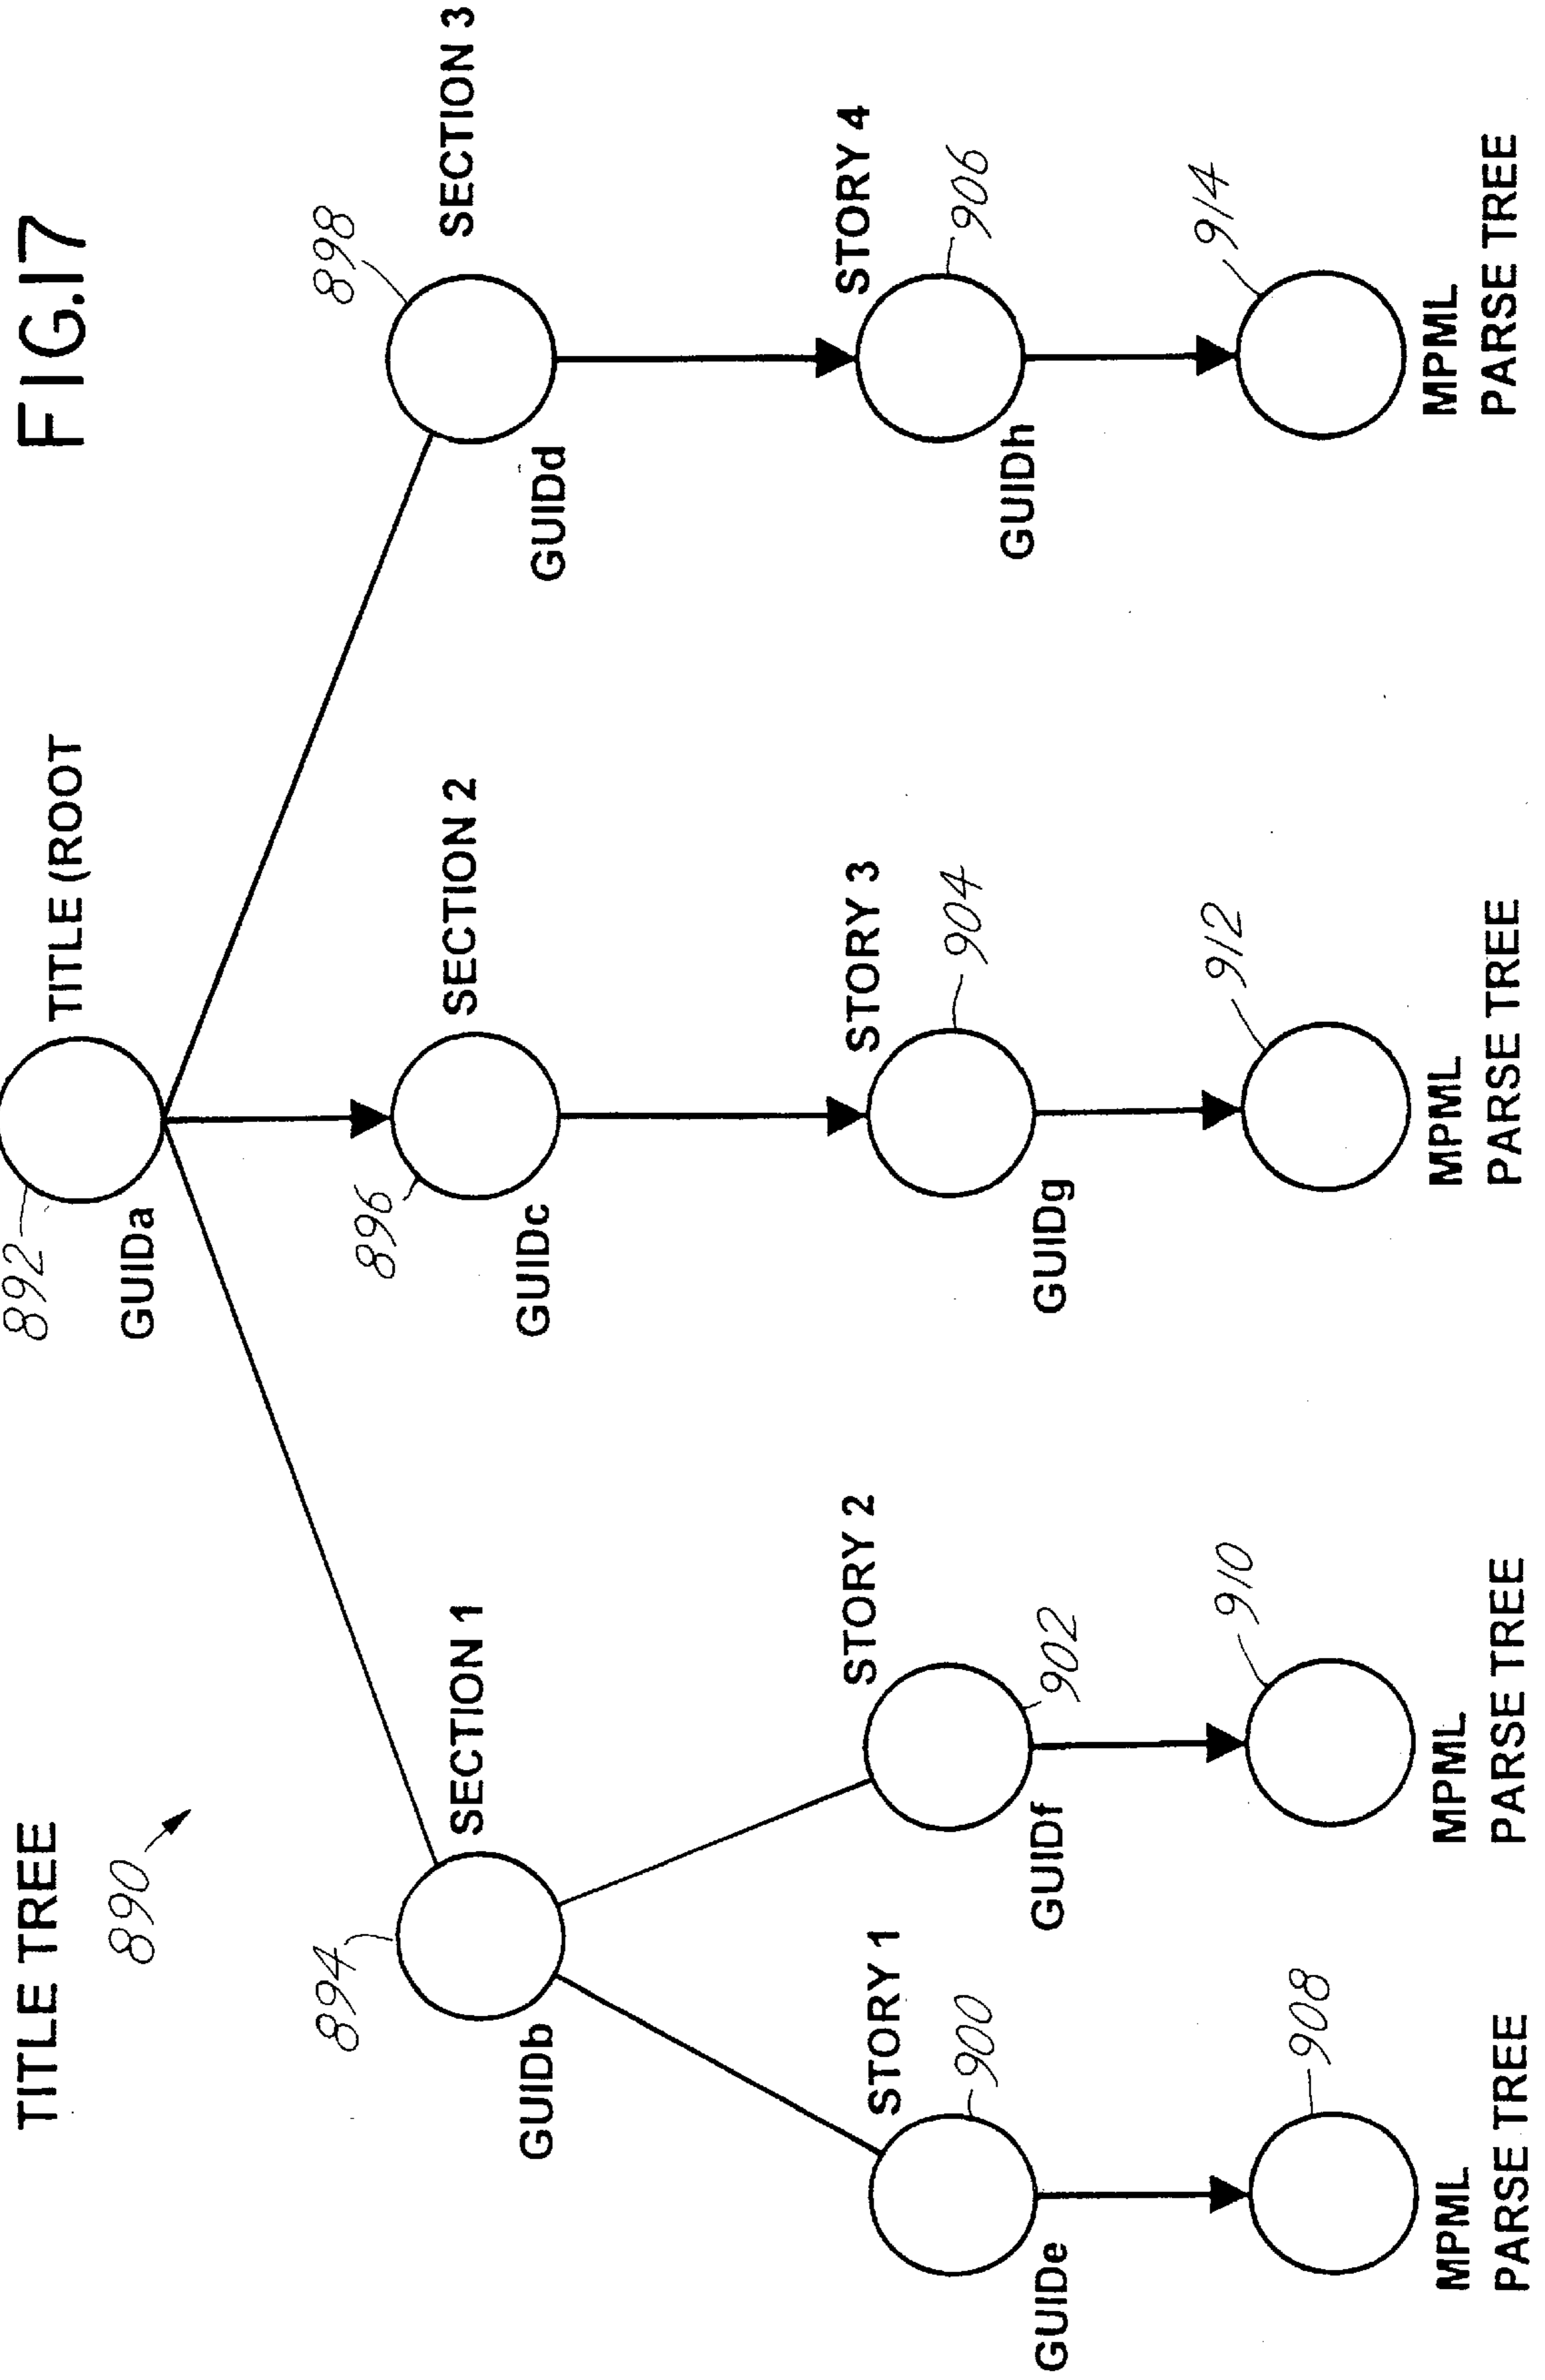 FIG.17
TITLE TREE
890
892
TITLE (ROOT
GUIDa
894
SECTION 1
GUIDb
896
SECTION 2
GUIDc
898
SECTION 3
GUIDd
STORY 1
900
GUIDe
STORY 2
902
GUIDf
STORY 3
904
GUIDg
STORY 4
906
GUIDh
908
MPML
PARSE TREE
910
MPML
PARSE TREE
912
MPML
PARSE TREE
914
MPML
PARSE TREE